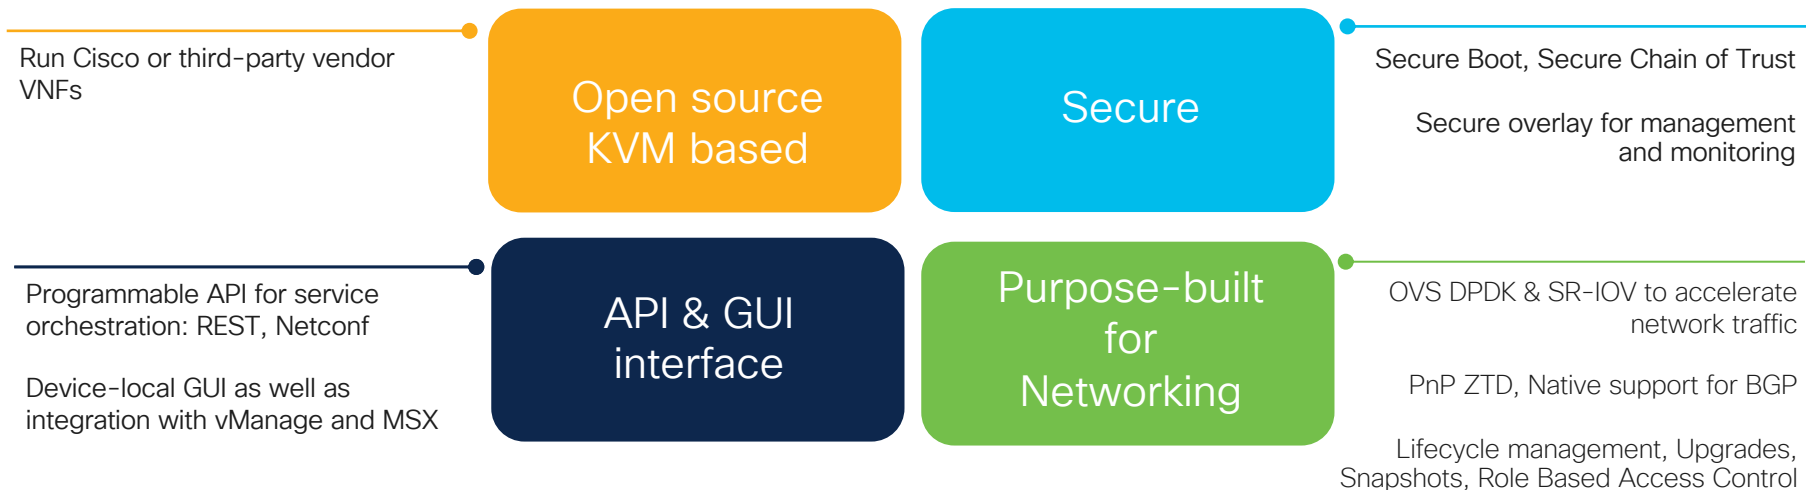 Run Cisco or third-party vendor
VNFs
Open source
KVM based
Secure
Secure Boot, Secure Chain of Trust
Secure overlay for management
and monitoring
Programmable API for service
orchestration: REST, Netconf
Device-local GUI as well as
integration with vManage and MSX
API & GUI
interface
Purpose-built
for
Networking
OVS DPDK & SR-IOV to accelerate
network traffic
PnP ZTD, Native support for BGP
Lifecycle management, Upgrades,
Snapshots, Role Based Access Control